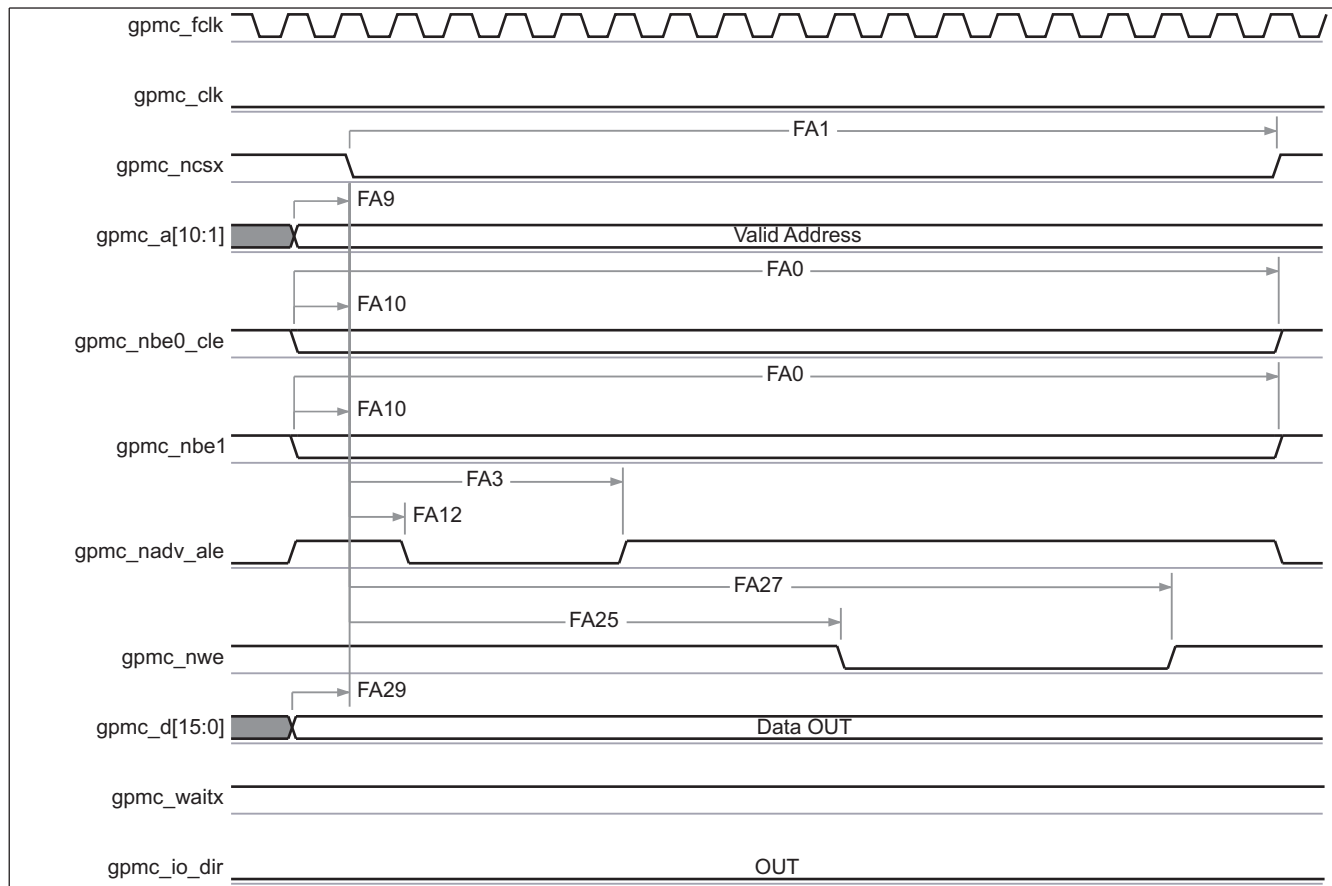 gpmc_fclk
gpmc_clk
FA1
gpmc_ncsx
FA9
gpmc_a[10:1]
Valid Address
FA0
FA10
gpmc_nbe0_cle
FA0
FA10
gpmc_nbe1
FA3
FA12
gpmc_nadv_ale
FA27
FA25
gpmc_nwe
FA29
gpmc_d[15:0]
Data OUT
gpmc_waitx
gpmc_io_dir
OUT